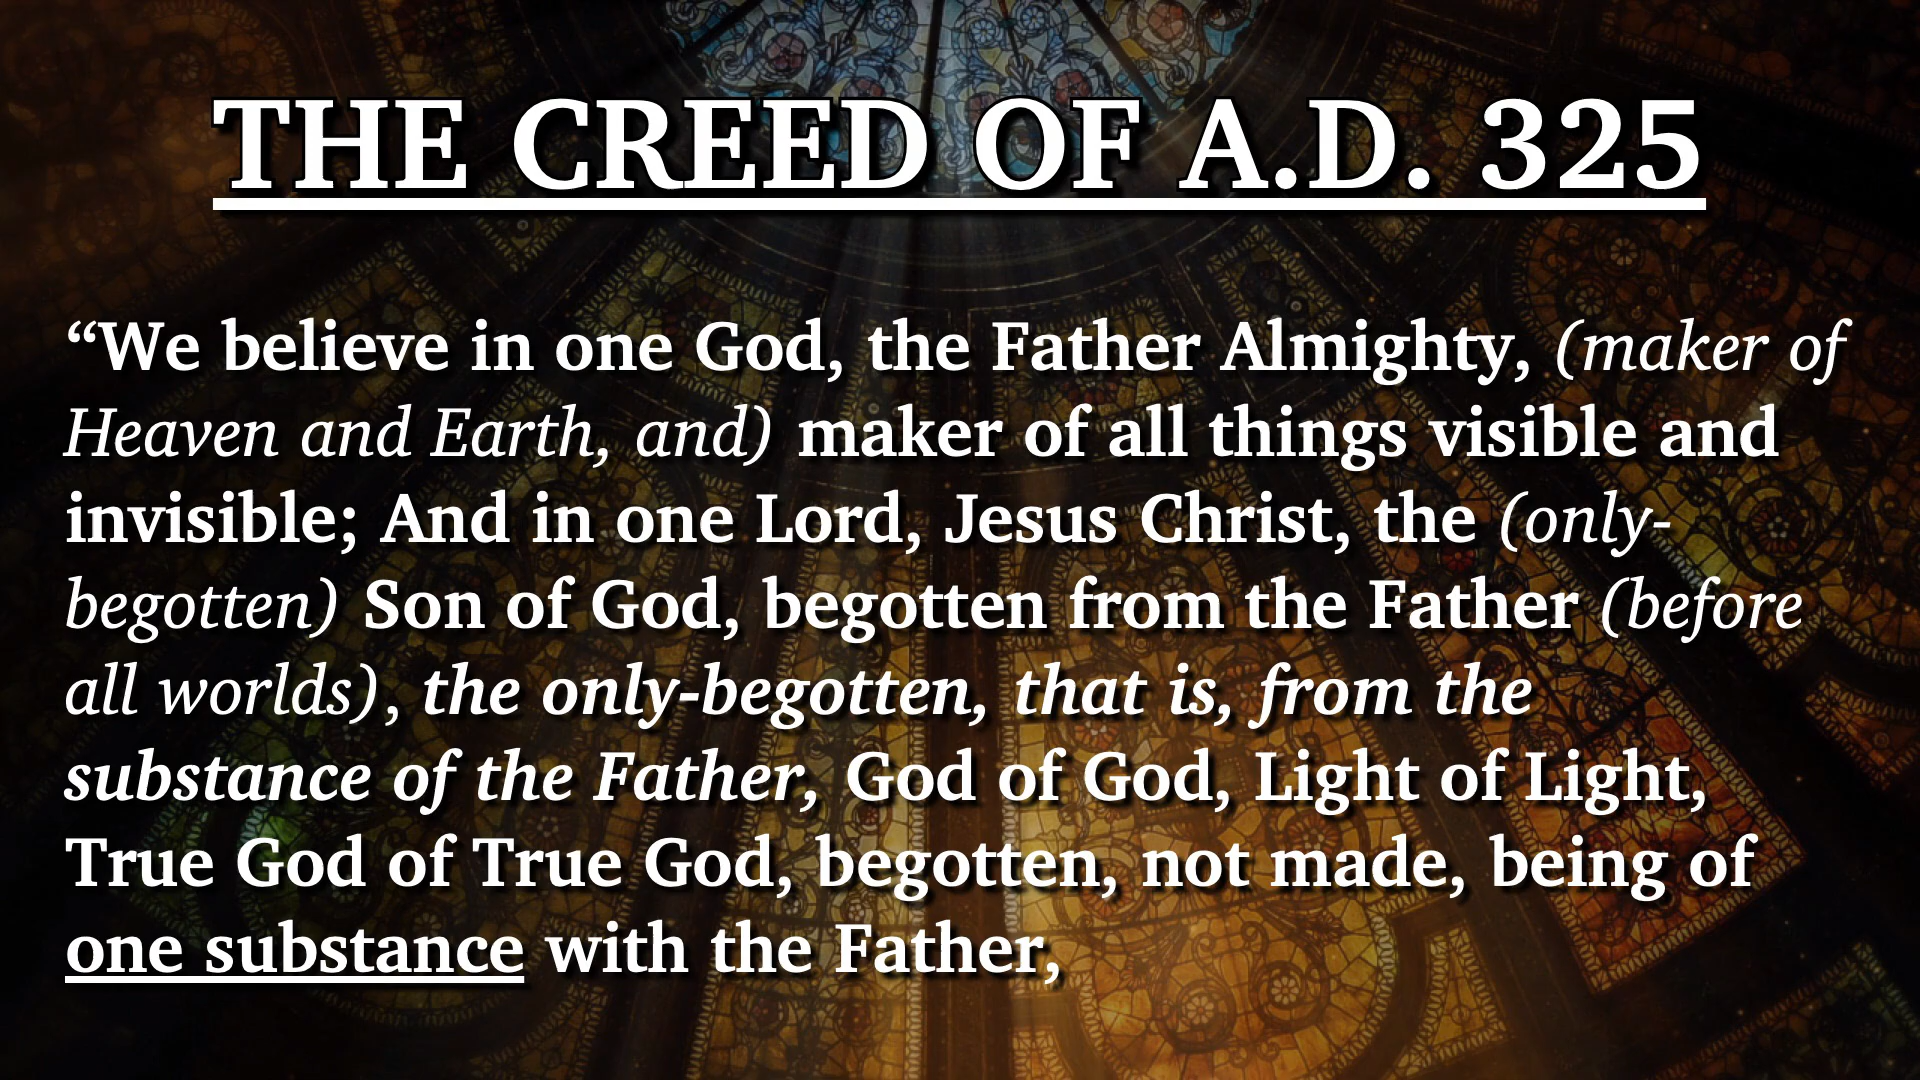 THE CREED OF A.D. 325
“We believe in one God, the Father Almighty, (maker of
Heaven and Earth, and) maker of all things visible and
invisible; And in one Lord, Jesus Christ, the (only-
begotten) Son of God, begotten from the Father (before
all worlds), the only-begotten, that is, from the
substance of the Father, God of God, Light of Light,
True God of True God, begotten, not made, being of
one substance with the Father,